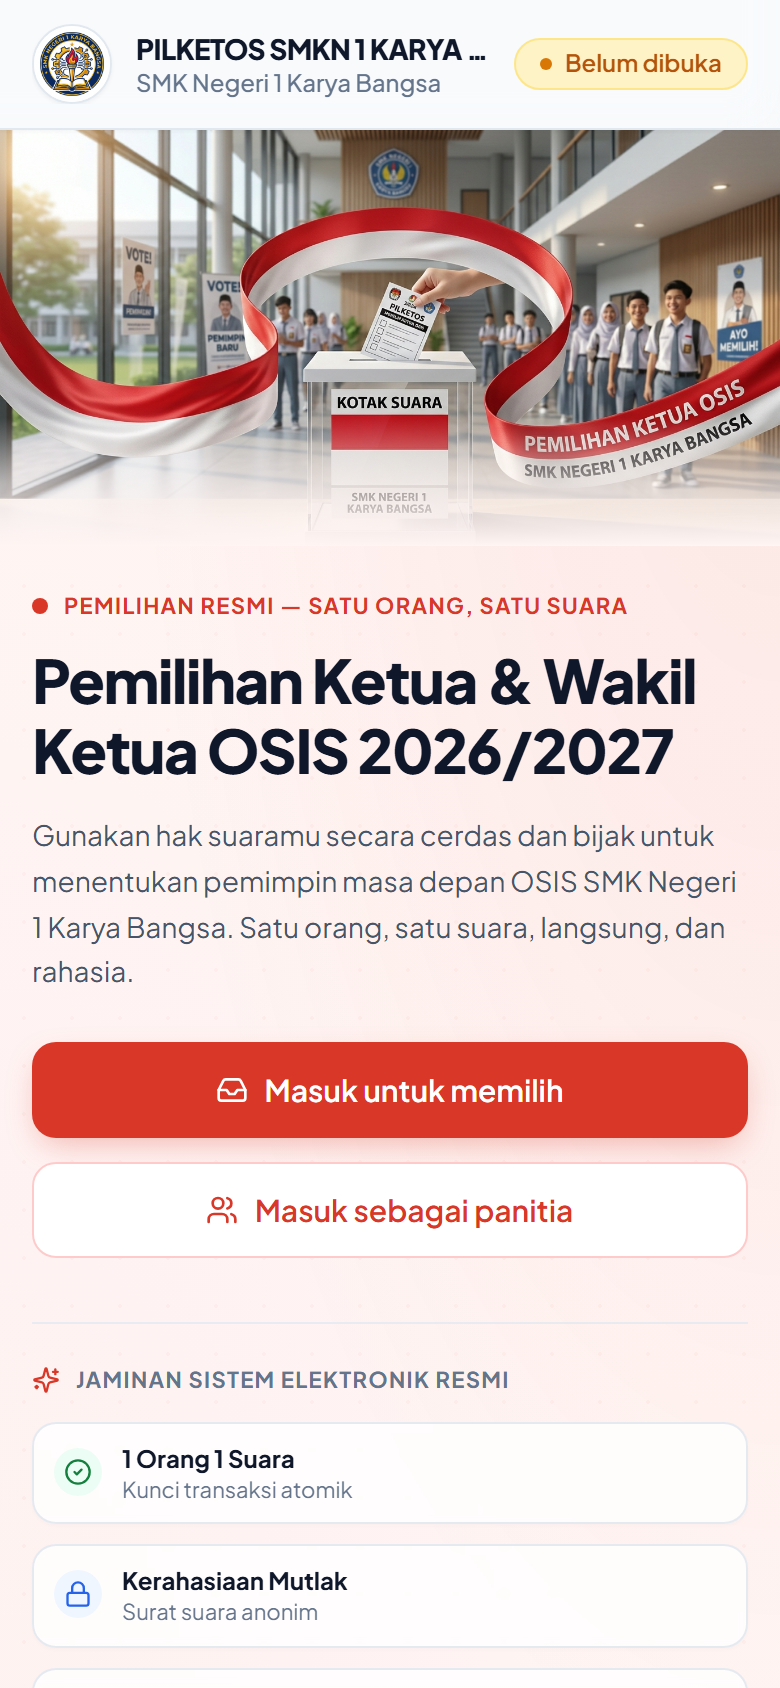 PILKETOS SMKN 1 KARYA ...
SMK Negeri 1 Karya Bangsa
Belum dibuka
VOTE!
VOTE!
PEMIMPIN
BARU
PILKETOS
KOTAK SUARA
SMK NEGERI 1
KARYA BANGSA
AYO
MEMILIH!
PEMILIHAN KETUA OSIS
SMK NEGERI 1 KARYA BANGSA
PEMILIHAN RESMI — SATU ORANG, SATU SUARA
Pemilihan Ketua & Wakil
Ketua OSIS 2026/2027
Gunakan hak suaramu secara cerdas dan bijak untuk
menentukan pemimpin masa depan OSIS SMK Negeri
1 Karya Bangsa. Satu orang, satu suara, langsung, dan
rahasia.
Masuk untuk memilih
Masuk sebagai panitia
JAMINAN SISTEM ELEKTRONIK RESMI
1 Orang 1 Suara
Kunci transaksi atomik
Kerahasiaan Mutlak
Surat suara anonim